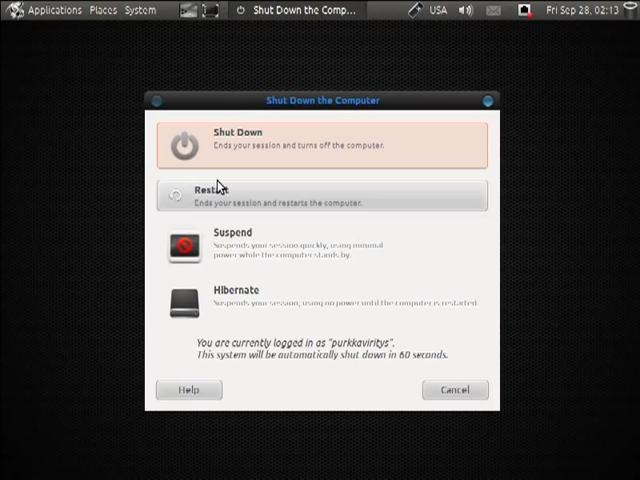 Applications Places System
Shut Down the Comp...
USA
Fri Sep 28, 02:13
Shut Down the Computer
Shut Down
Ends your session and turns off the computer.
Restart
Ends your session and restarts the computer.
Suspend
Suspends your session quickly, using minimal
power while the computer stands by.
Hibernate
Suspends your session, using no power until the computer is restarted.
You are currently logged in as "purkkaviritys".
This system will be automatically shut down in 60 seconds.
Help
Cancel